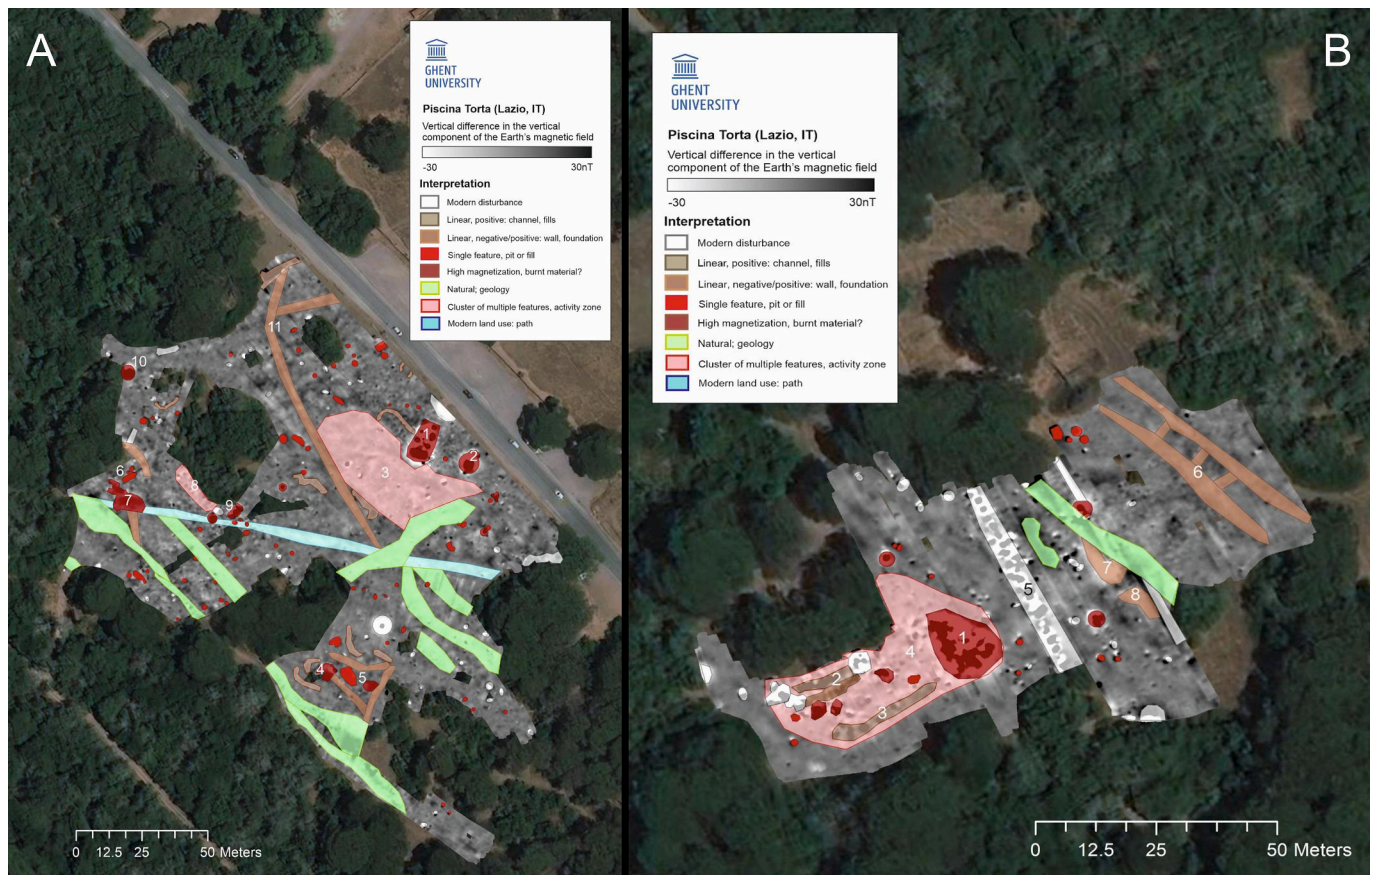 A
GHENT
UNIVERSITY
Piscina Torta (Lazio, IT)
Vertical difference in the vertical
component of the Earth's magnetic field
-30 30nT
Interpretation
Modern disturbance
Linear, positive: channel, fills
Linear, negative/positive: wall, foundation
Single feature, pit or fill
High magnetization, burnt material?
Natural; geology
Cluster of multiple features, activity zone
Modern land use: path
11
10
1
2
3
6
8
7
9
4
5
0 12.5 25 50 Meters
B
GHENT
UNIVERSITY
Piscina Torta (Lazio, IT)
Vertical difference in the vertical
component of the Earth's magnetic field
-30 30nT
Interpretation
Modern disturbance
Linear, positive: channel, fills
Linear, negative/positive: wall, foundation
Single feature, pit or fill
High magnetization, burnt material?
Natural; geology
Cluster of multiple features, activity zone
Modern land use: path
6
7
5
8
1
4
2
3
0 12.5 25 50 Meters